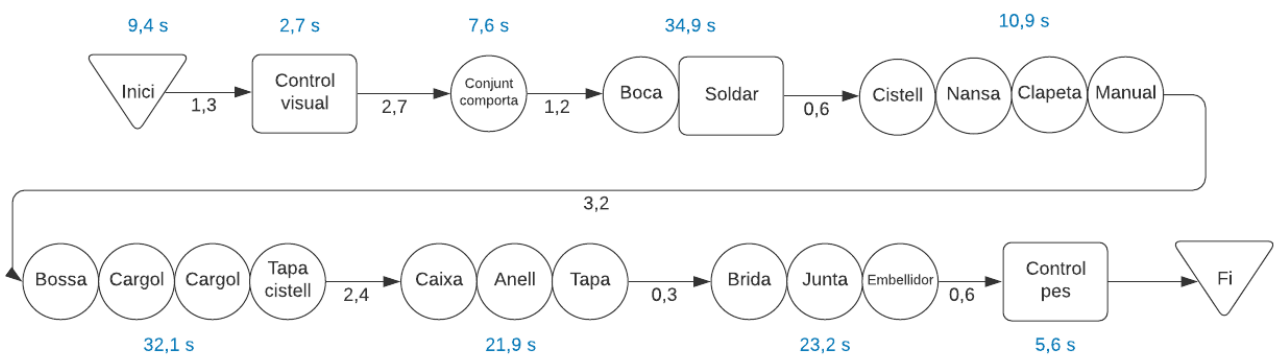 9,4 s
2,7 s
7,6 s
34,9 s
10,9 s
Inici
1,3
Control
visual
2,7
Conjunt
comporta
1,2
Boca
Soldar
0,6
Cistell
Nansa
Clapeta
Manual
3,2
Bossa
Cargol
Cargol
Tapa
cistell
2,4
Caixa
Anell
Tapa
0,3
Brida
Junta
Embellidor
0,6
Control
pes
Fi
32,1 s
21,9 s
23,2 s
5,6 s